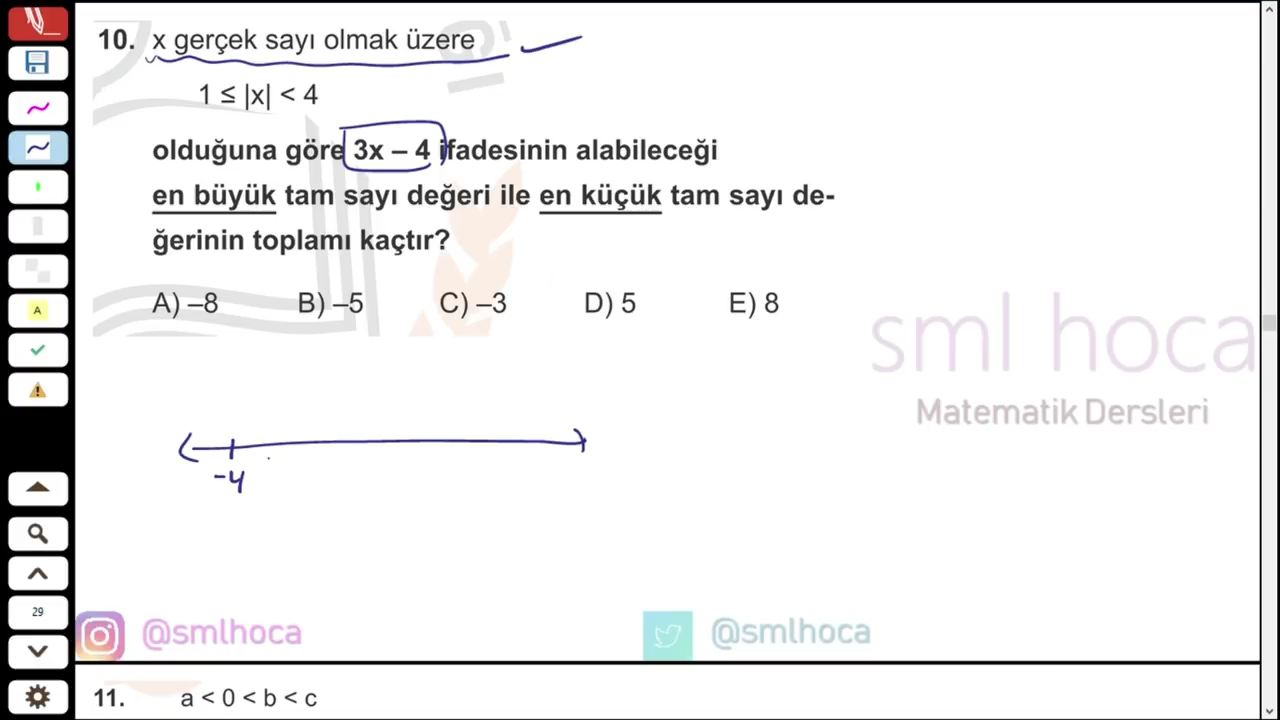 10. x gerçek sayı olmak üzere
1 ≤ |x| < 4
olduğuna göre 3x – 4 ifadesinin alabileceği
en büyük tam sayı değeri ile en küçük tam sayı de-
ğerinin toplamı kaçtır?
A) –8 B) –5 C) –3 D) 5 E) 8
sml hoca
Matematik Dersleri
-4
@smlhoca @smlhoca
11. a < 0 < b < c
A
29